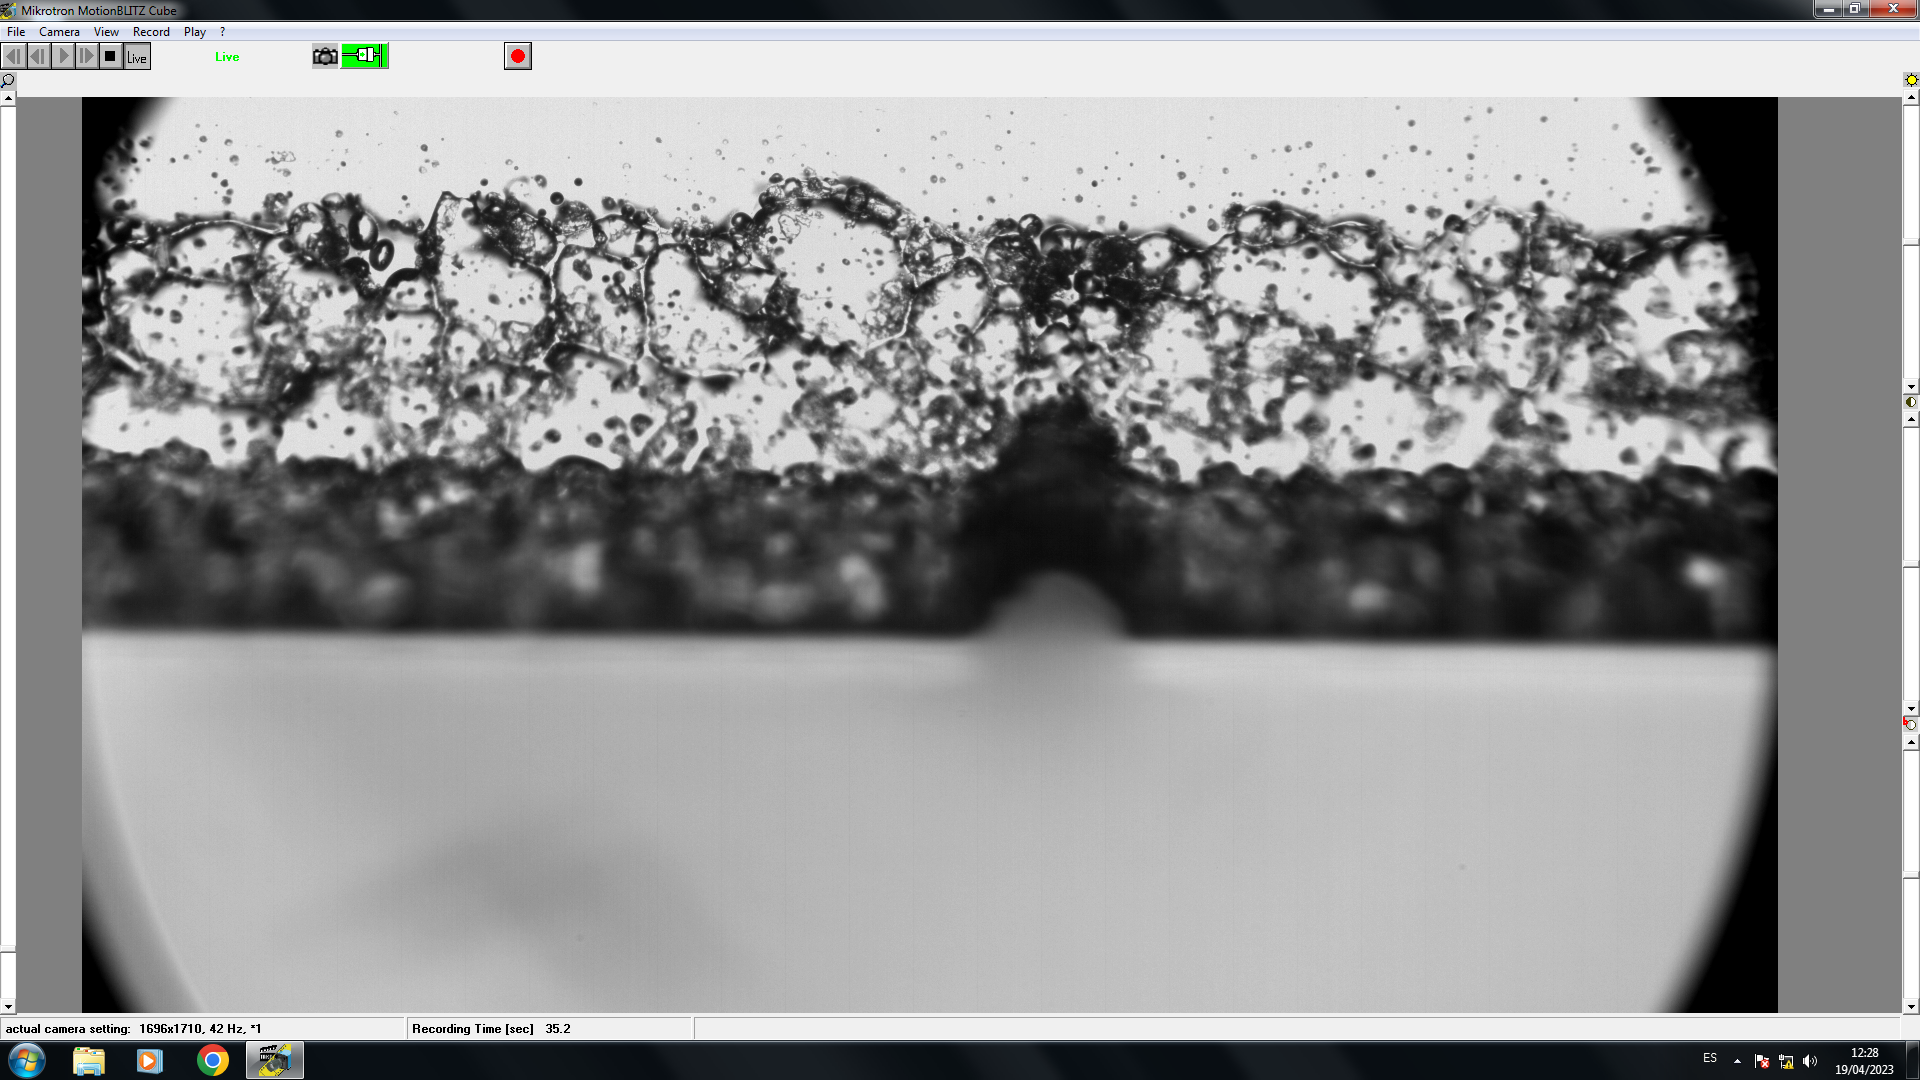 Mikrotron MotionBLITZ Cube
File Camera View Record Play ?
Live Live
actual camera setting: 1696x1710, 42 Hz, *1 Recording Time [sec] 35.2
ES 12:28
19/04/2023